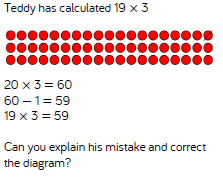 Teddy has calculated 19 × 3
20 × 3 = 60
60 – 1 = 59
19 × 3 = 59
Can you explain his mistake and correct
the diagram?